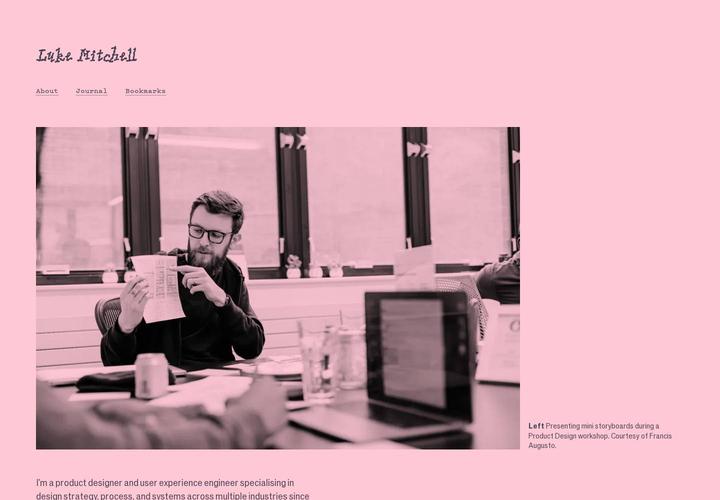 Luke Mitchell
About Journal Bookmarks
Left Presenting mini storyboards during a
Product Design workshop. Courtesy of Francis
Augusto.
I'm a product designer and user experience engineer specialising in
design strategy, process, and systems across multiple industries since